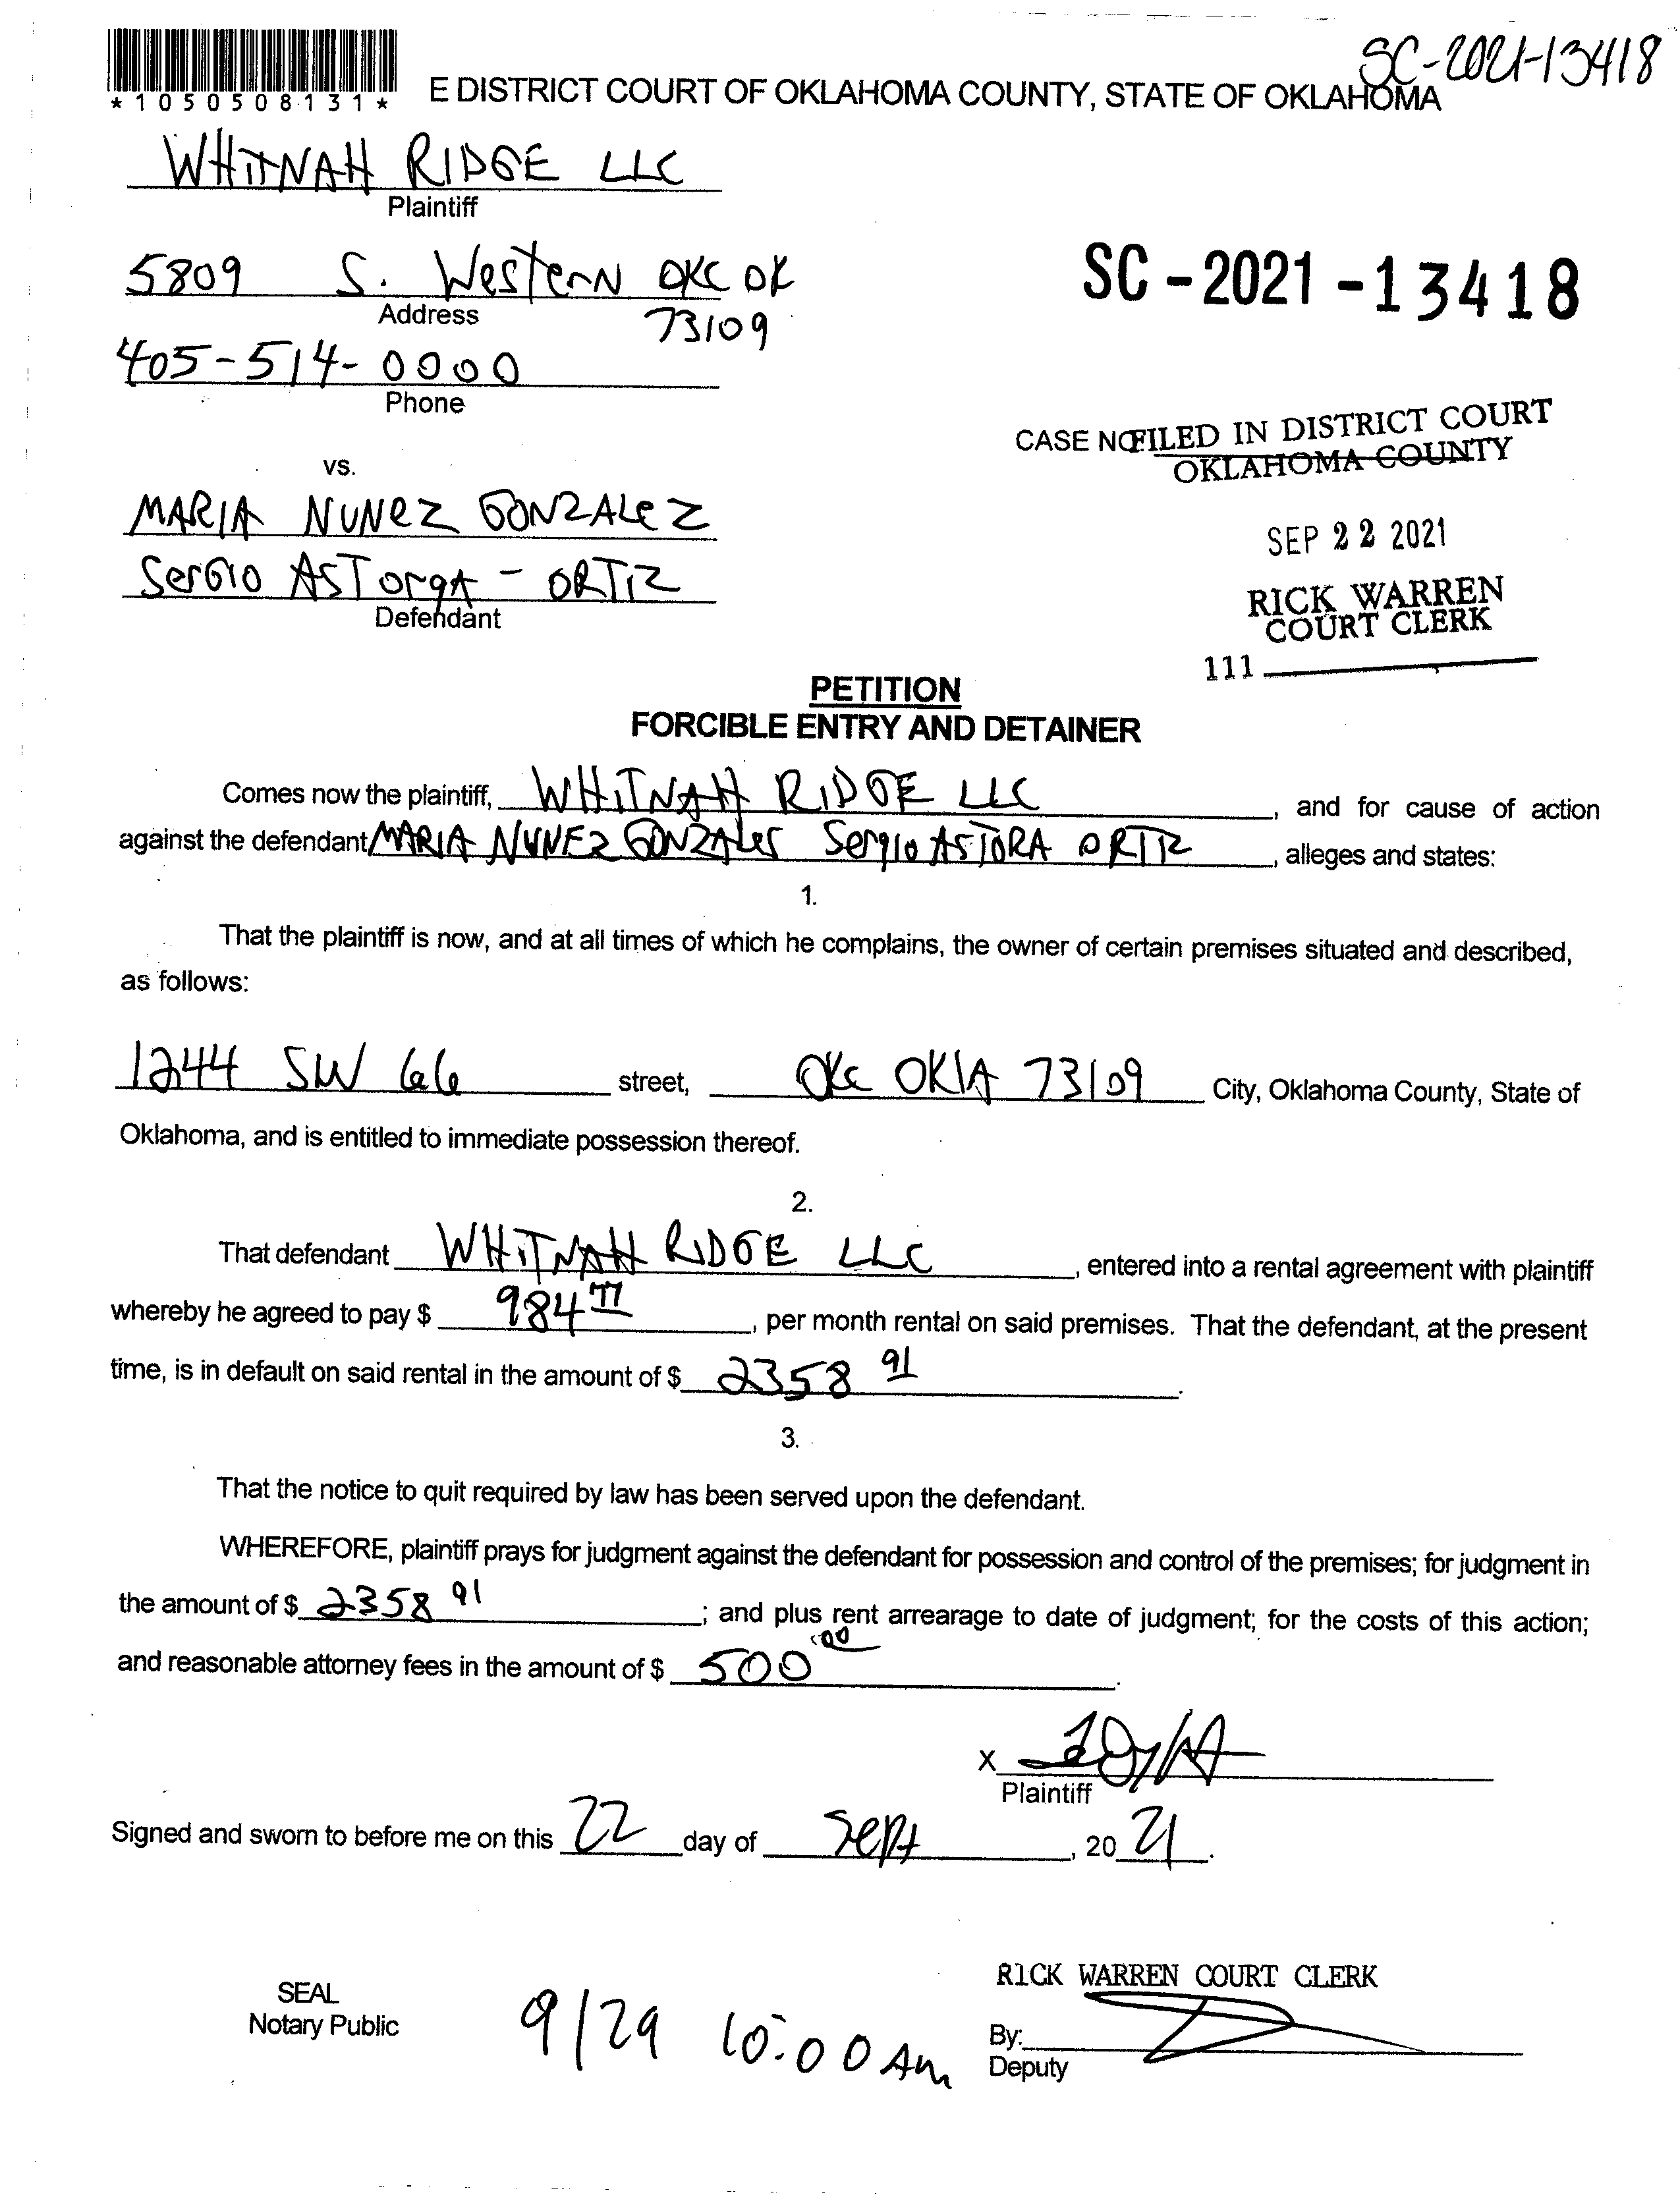 SC-2021-13418
*1050508131*
E DISTRICT COURT OF OKLAHOMA COUNTY, STATE OF OKLAHOMA
WHITNAH RIDGE LLC
Plaintiff
5809 S. Western OKC OK
Address
73109
SC-2021-13418
405-514-0000
Phone
CASE NO. FILED IN DISTRICT COURT
OKLAHOMA COUNTY
vs.
MARIA NUNEZ GONZALEZ
SEP 22 2021
Sergio ASTorgA - ORTIZ
Defendant
RICK WARREN
COURT CLERK
111
PETITION
FORCIBLE ENTRY AND DETAINER
Comes now the plaintiff, WHITNAH RIDGE LLC, and for cause of action
against the defendant MARIA NUNEZ GONZALES Sergio ASTORA ORTIZ, alleges and states:
1.
That the plaintiff is now, and at all times of which he complains, the owner of certain premises situated and described,
as follows:
1244 SW 66 street, OKc OKlA 73109 City, Oklahoma County, State of
Oklahoma, and is entitled to immediate possession thereof.
2.
That defendant WHITNAH RIDGE LLC, entered into a rental agreement with plaintiff
whereby he agreed to pay $ 984 77, per month rental on said premises. That the defendant, at the present
time, is in default on said rental in the amount of $ 2358 91.
3.
That the notice to quit required by law has been served upon the defendant.
WHEREFORE, plaintiff prays for judgment against the defendant for possession and control of the premises; for judgment in
the amount of $ 2358 91; and plus rent arrearage to date of judgment; for the costs of this action;
and reasonable attorney fees in the amount of $ 500.00.
X
Plaintiff
Signed and sworn to before me on this 22 day of Sept, 20 21.
RICK WARREN COURT CLERK
SEAL
Notary Public
9/29 10:00 Am
By:
Deputy